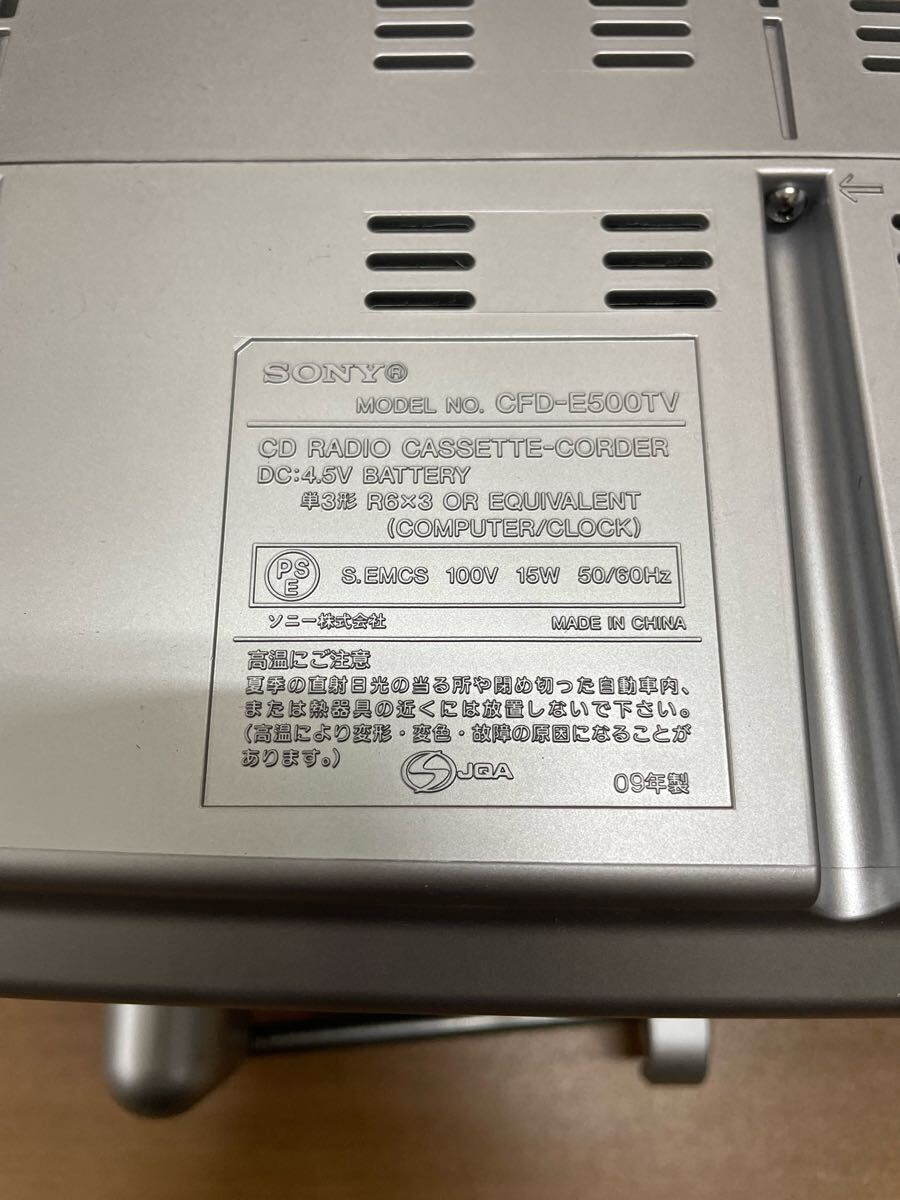 SONY®
MODEL NO. CFD-E500TV
CD RADIO CASSETTE-CORDER
DC:4.5V BATTERY
単3形 R6×3 OR EQUIVALENT
(COMPUTER/CLOCK)
PSE S.EMCS 100V 15W 50/60Hz
ソニー株式会社 MADE IN CHINA
高温にご注意
夏季の直射日光の当る所や閉め切った自動車内、
または熱器具の近くには放置しないで下さい。
(高温により変形・変色・故障の原因になることが
あります。)
JQA 09年製